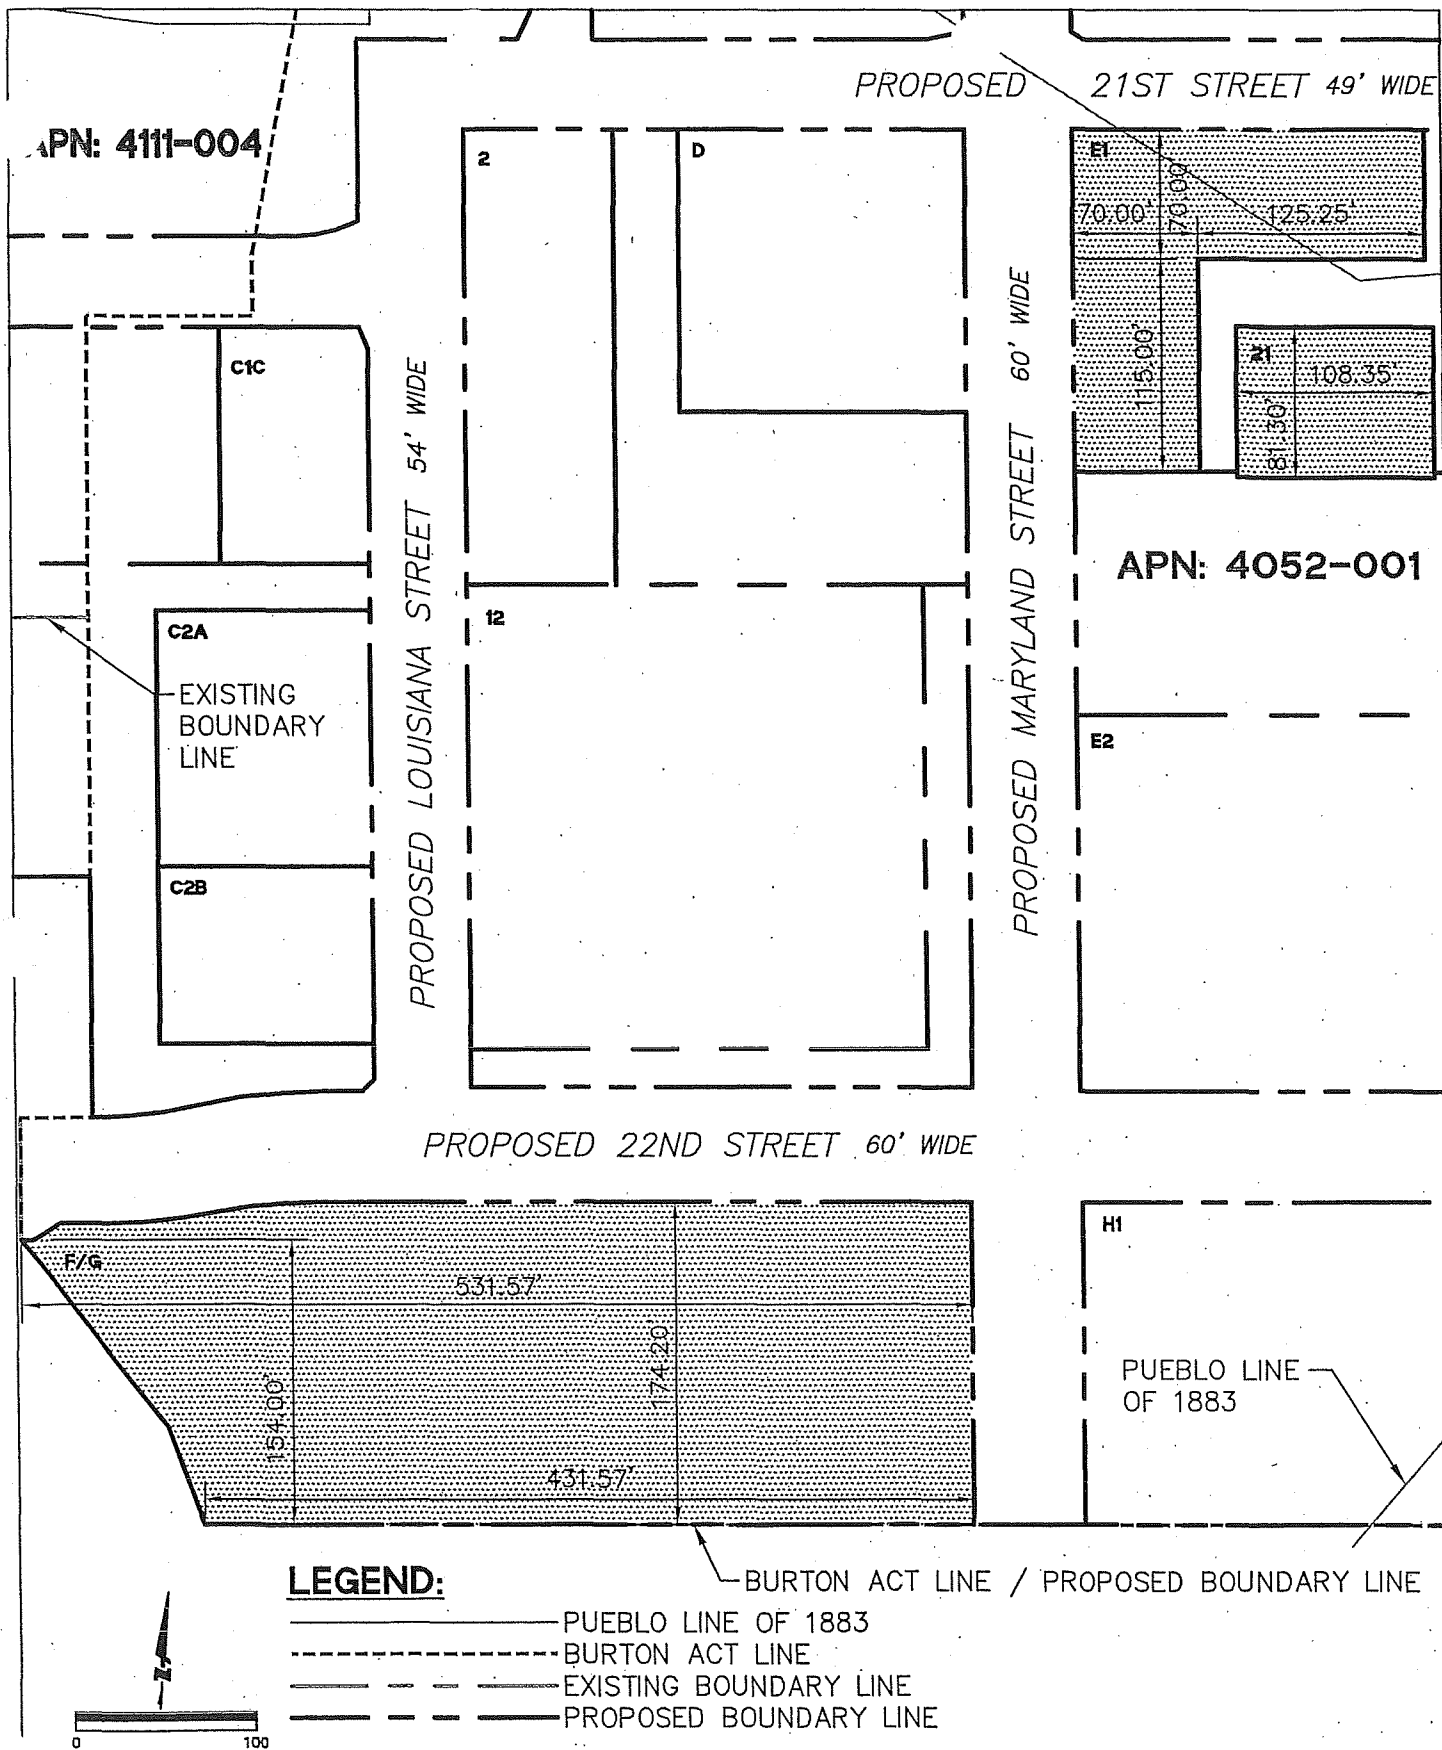 PROPOSED 21ST STREET 49' WIDE
APN: 4111-004
2
D
E1
70.00'
70.00'
125.25'
C1C
PROPOSED LOUISIANA STREET 54' WIDE
PROPOSED MARYLAND STREET 60' WIDE
115.00'
21
108.35'
81.30'
APN: 4052-001
C2A
12
EXISTING
BOUNDARY
LINE
E2
C2B
PROPOSED 22ND STREET 60' WIDE
F/G
H1
531.57'
174.20'
154.00'
431.57'
PUEBLO LINE
OF 1883
BURTON ACT LINE / PROPOSED BOUNDARY LINE
LEGEND:
PUEBLO LINE OF 1883
BURTON ACT LINE
EXISTING BOUNDARY LINE
PROPOSED BOUNDARY LINE
N
0 100